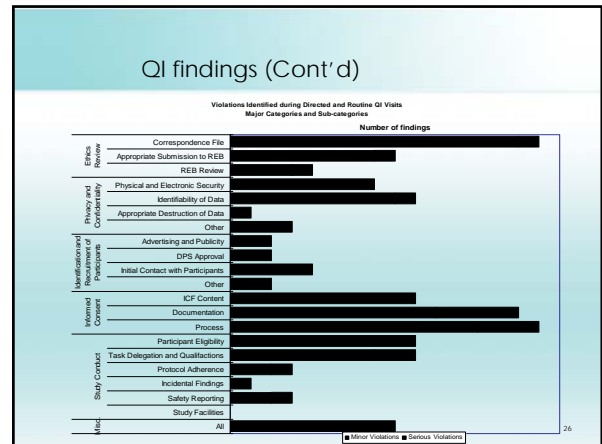 QI findings (Cont'd)
Violations Identified during Directed and Routine QI Visits
Major Categories and Sub-categories
Number of findings
Ethics
Review
Correspondence File
Appropriate Submission to REB
REB Review
Privacy and
Confidentiality
Physical and Electronic Security
Identifiability of Data
Appropriate Destruction of Data
Other
Identification and
Recruitment of
Participants
Advertising and Publicity
DPS Approval
Initial Contact with Participants
Other
Informed
Consent
ICF Content
Documentation
Process
Study Conduct
Participant Eligibility
Task Delegation and Qualifactions
Protocol Adherence
Incidental Findings
Safety Reporting
Study Facilities
Misc.
All
Minor Violations Serious Violations
26